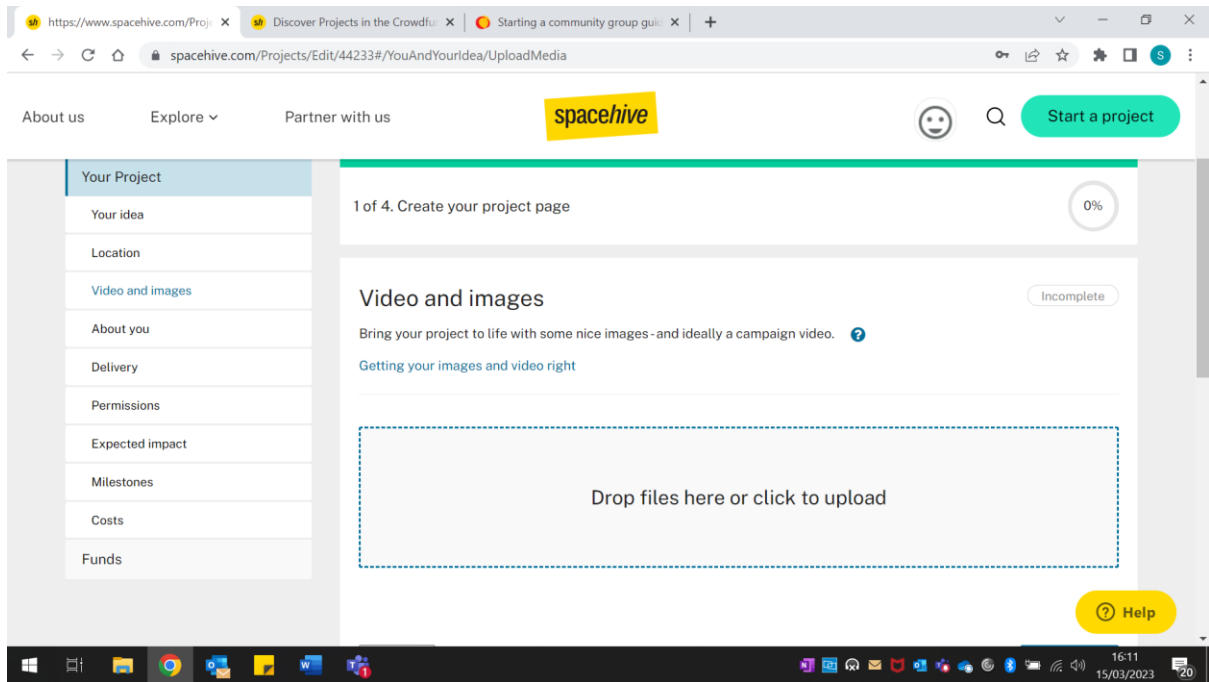 https://www.spacehive.com/Proje
Discover Projects in the Crowdfu
Starting a community group guid
spacehive.com/Projects/Edit/44233#/YouAndYourIdea/UploadMedia
S
About us
Explore
Partner with us
spacehive
Start a project
Your Project
Your idea
Location
Video and images
About you
Delivery
Permissions
Expected impact
Milestones
Costs
Funds
1 of 4. Create your project page
0%
Video and images
Incomplete
Bring your project to life with some nice images - and ideally a campaign video.
Getting your images and video right
Drop files here or click to upload
Help
16:11
15/03/2023
20